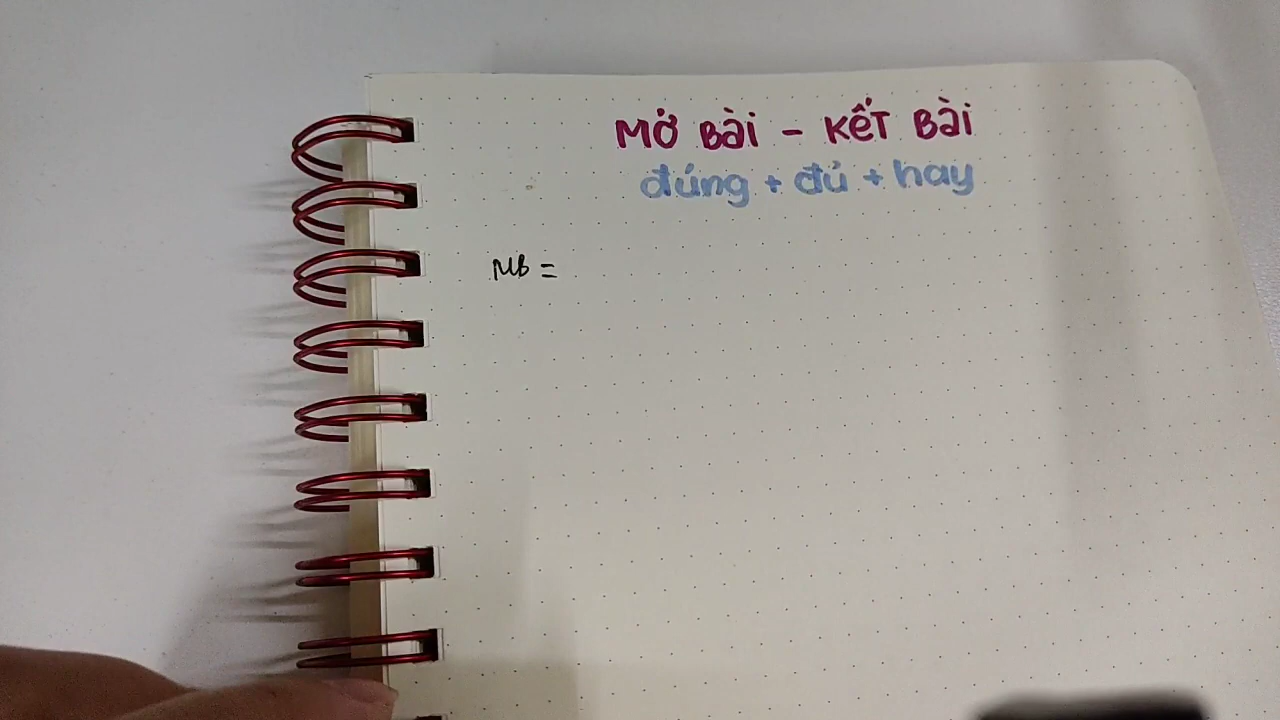 Mở Bài - Kết Bài
đúng + đủ + hay
MB =